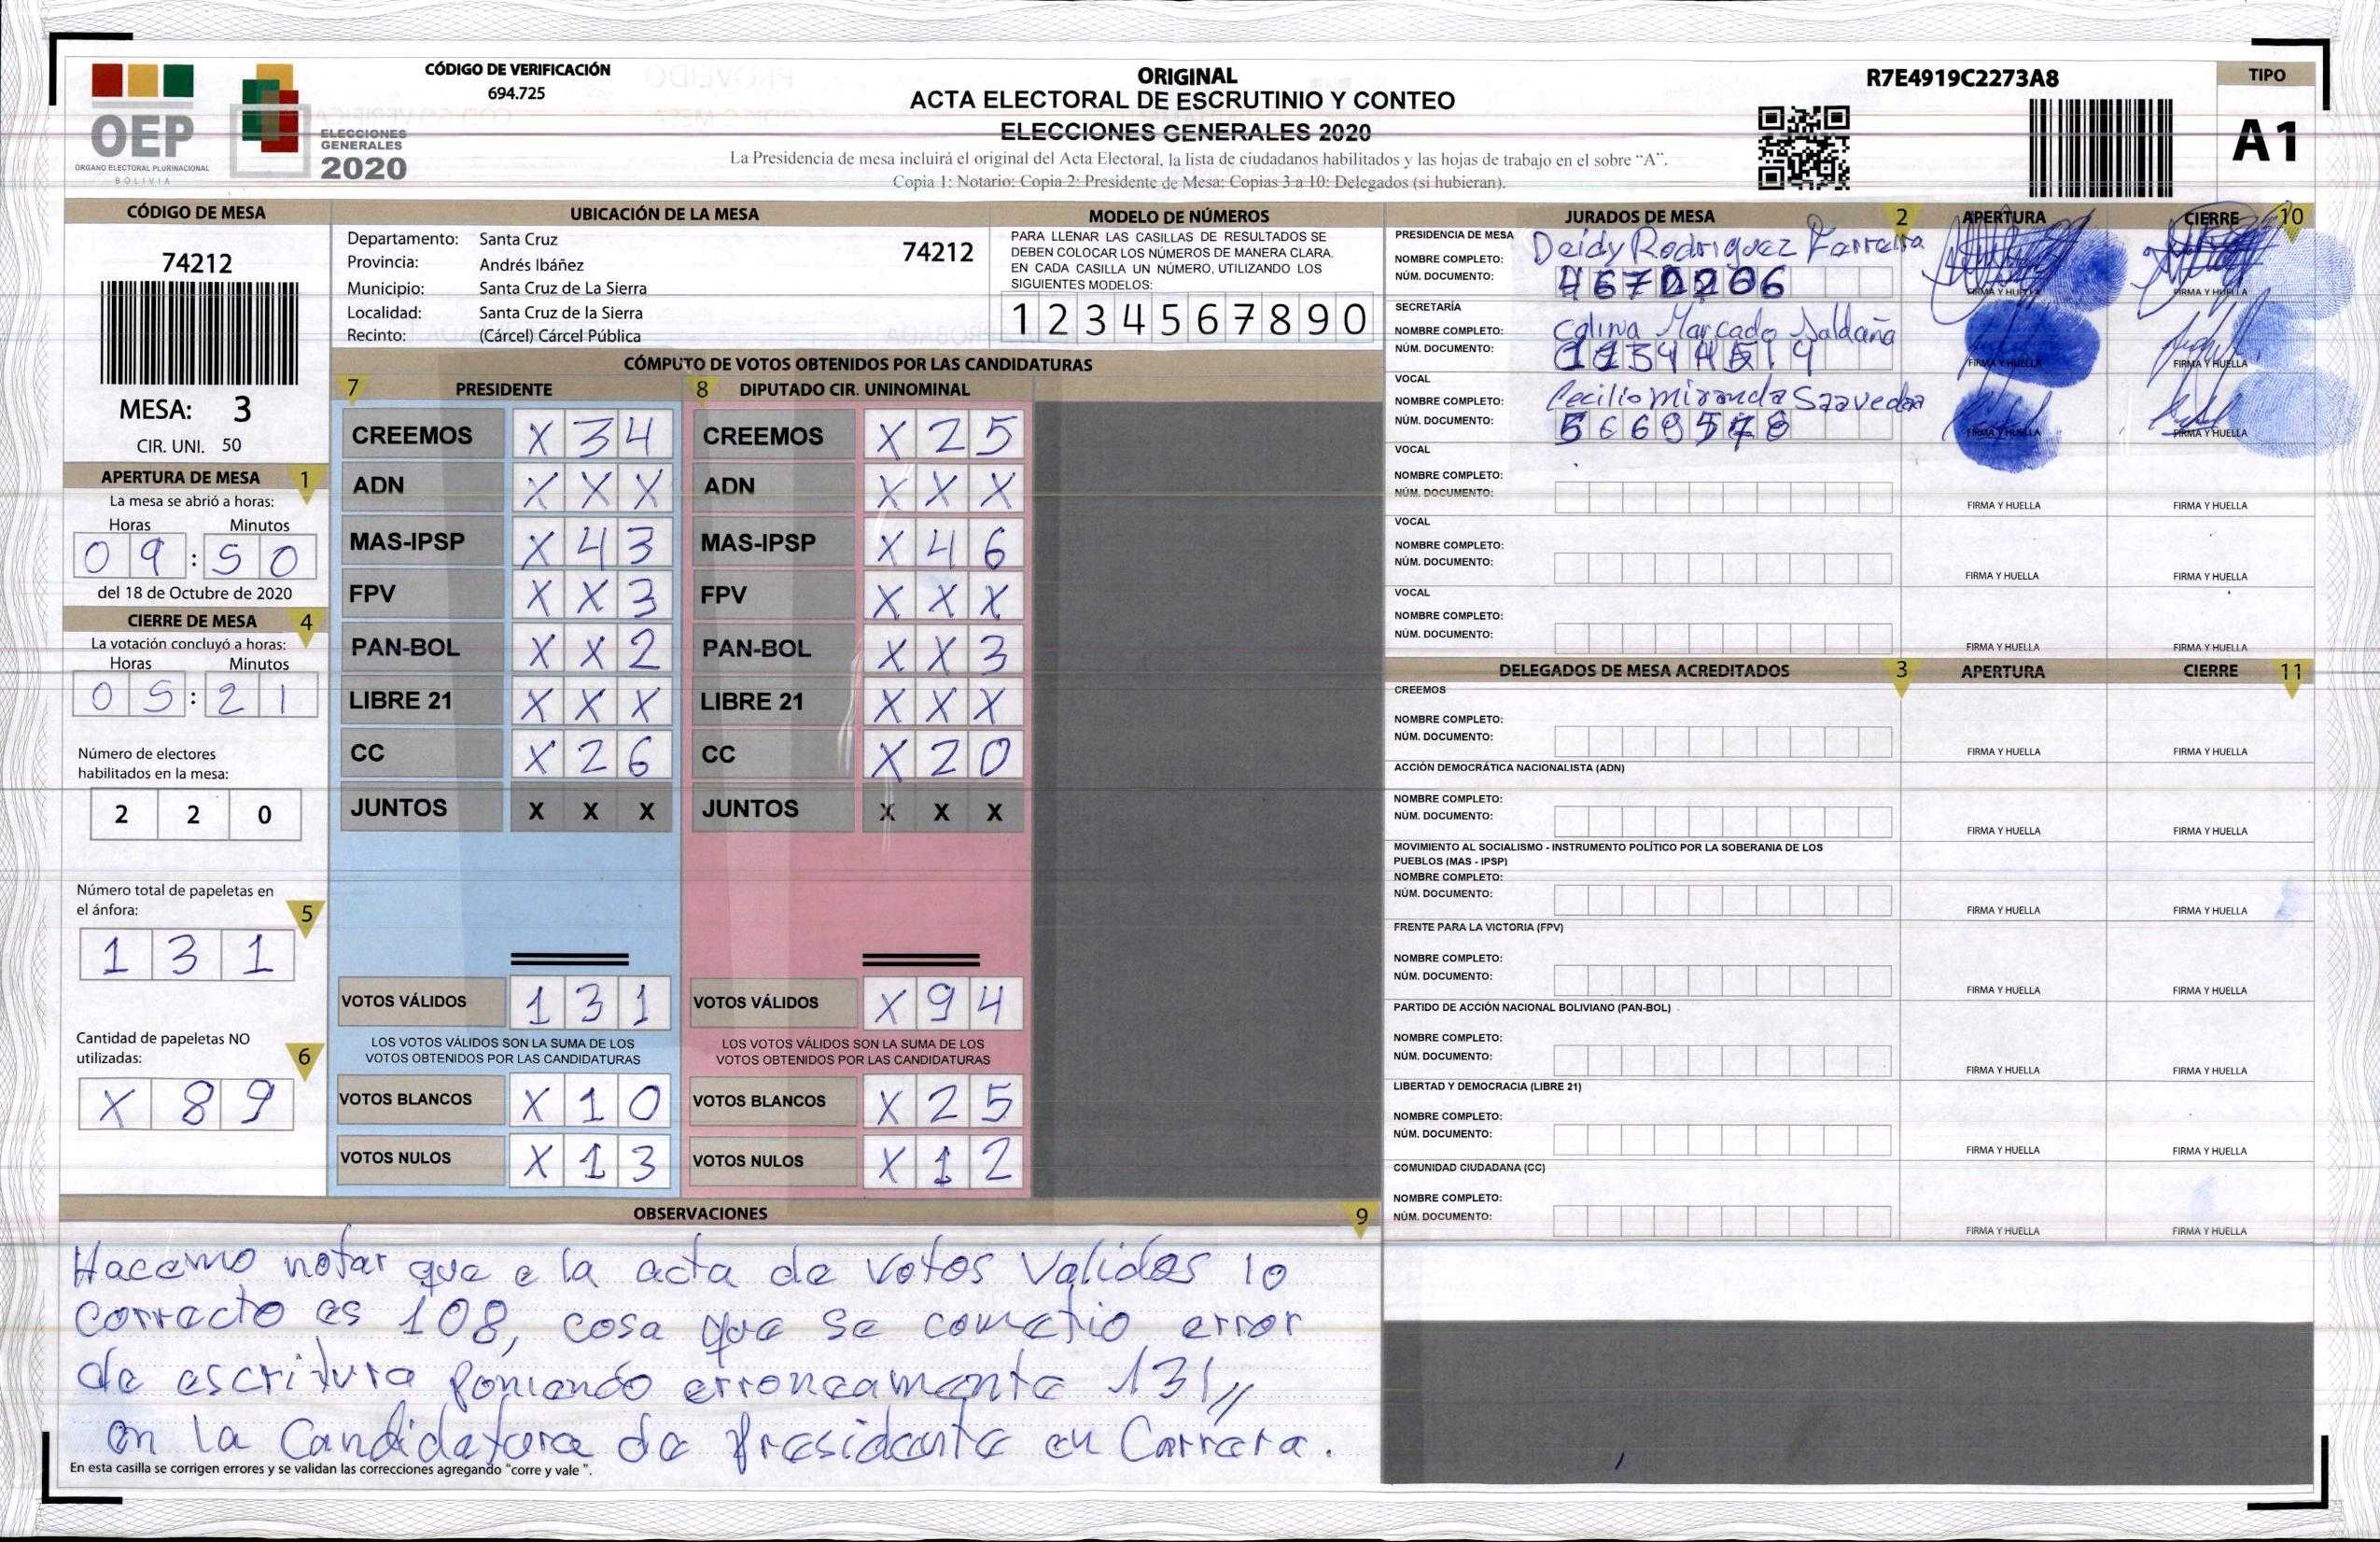 CÓDIGO DE VERIFICACIÓN
694.725
OEP
ÓRGANO ELECTORAL PLURINACIONAL
BOLIVIA
ELECCIONES
GENERALES
2020
ORIGINAL
ACTA ELECTORAL DE ESCRUTINIO Y CONTEO
ELECCIONES GENERALES 2020
La Presidencia de mesa incluirá el original del Acta Electoral, la lista de ciudadanos habilitados y las hojas de trabajo en el sobre “A”.
Copia 1: Notario: Copia 2: Presidente de Mesa: Copias 3 a 10: Delegados (si hubieran).
R7E4919C2273A8
TIPO
A1
CÓDIGO DE MESA
74212
MESA: 3
CIR. UNI. 50
APERTURA DE MESA 1
La mesa se abrió a horas:
Horas Minutos
09:50
del 18 de Octubre de 2020
CIERRE DE MESA 4
La votación concluyó a horas:
Horas Minutos
05:21
Número de electores
habilitados en la mesa:
2 2 0
Número total de papeletas en
el ánfora: 5
1 3 1
Cantidad de papeletas NO
utilizadas: 6
X 8 9
UBICACIÓN DE LA MESA
Departamento: Santa Cruz 74212
Provincia: Andrés Ibáñez
Municipio: Santa Cruz de La Sierra
Localidad: Santa Cruz de la Sierra
Recinto: (Cárcel) Cárcel Pública
MODELO DE NÚMEROS
PARA LLENAR LAS CASILLAS DE RESULTADOS SE
DEBEN COLOCAR LOS NÚMEROS DE MANERA CLARA.
EN CADA CASILLA UN NÚMERO, UTILIZANDO LOS
SIGUIENTES MODELOS:
1 2 3 4 5 6 7 8 9 0
CÓMPUTO DE VOTOS OBTENIDOS POR LAS CANDIDATURAS
7 PRESIDENTE
CREEMOS X 3 4
ADN X X X
MAS-IPSP X 4 3
FPV X X 3
PAN-BOL X X 2
LIBRE 21 X X X
CC X 2 6
JUNTOS X X X
VOTOS VÁLIDOS 1 3 1
LOS VOTOS VÁLIDOS SON LA SUMA DE LOS
VOTOS OBTENIDOS POR LAS CANDIDATURAS
VOTOS BLANCOS X 1 0
VOTOS NULOS X 1 3
8 DIPUTADO CIR. UNINOMINAL
CREEMOS X 2 5
ADN X X X
MAS-IPSP X 4 6
FPV X X X
PAN-BOL X X 3
LIBRE 21 X X X
CC X 2 0
JUNTOS X X X
VOTOS VÁLIDOS X 9 4
LOS VOTOS VÁLIDOS SON LA SUMA DE LOS
VOTOS OBTENIDOS POR LAS CANDIDATURAS
VOTOS BLANCOS X 2 5
VOTOS NULOS X 1 2
OBSERVACIONES 9
Hacemo notar que e la acta de votos Validos lo
correcto es 108, cosa que se cometio error
de escritura poniendo erroneamente 131,,
en la Candidatura de presidente en Carrera.
En esta casilla se corrigen errores y se validan las correcciones agregando “corre y vale”.
JURADOS DE MESA 2 APERTURA CIERRE 10
PRESIDENCIA DE MESA
NOMBRE COMPLETO: Deidy Rodriguez
NÚM. DOCUMENTO:
FIRMA Y HUELLA FIRMA Y HUELLA
SECRETARÍA
NOMBRE COMPLETO: Marcado Saldaña
NÚM. DOCUMENTO:
FIRMA Y HUELLA FIRMA Y HUELLA
VOCAL
NOMBRE COMPLETO: Cecilio Miranda Saavedra
NÚM. DOCUMENTO:
FIRMA Y HUELLA FIRMA Y HUELLA
VOCAL
NOMBRE COMPLETO:
NÚM. DOCUMENTO:
FIRMA Y HUELLA FIRMA Y HUELLA
VOCAL
NOMBRE COMPLETO:
NÚM. DOCUMENTO:
FIRMA Y HUELLA FIRMA Y HUELLA
VOCAL
NOMBRE COMPLETO:
NÚM. DOCUMENTO:
FIRMA Y HUELLA FIRMA Y HUELLA
DELEGADOS DE MESA ACREDITADOS 3 APERTURA CIERRE 11
CREEMOS
NOMBRE COMPLETO:
NÚM. DOCUMENTO:
FIRMA Y HUELLA FIRMA Y HUELLA
ACCIÓN DEMOCRÁTICA NACIONALISTA (ADN)
NOMBRE COMPLETO:
NÚM. DOCUMENTO:
FIRMA Y HUELLA FIRMA Y HUELLA
MOVIMIENTO AL SOCIALISMO - INSTRUMENTO POLÍTICO POR LA SOBERANIA DE LOS
PUEBLOS (MAS - IPSP)
NOMBRE COMPLETO:
NÚM. DOCUMENTO:
FIRMA Y HUELLA FIRMA Y HUELLA
FRENTE PARA LA VICTORIA (FPV)
NOMBRE COMPLETO:
NÚM. DOCUMENTO:
FIRMA Y HUELLA FIRMA Y HUELLA
PARTIDO DE ACCIÓN NACIONAL BOLIVIANO (PAN-BOL)
NOMBRE COMPLETO:
NÚM. DOCUMENTO:
FIRMA Y HUELLA FIRMA Y HUELLA
LIBERTAD Y DEMOCRACIA (LIBRE 21)
NOMBRE COMPLETO:
NÚM. DOCUMENTO:
FIRMA Y HUELLA FIRMA Y HUELLA
COMUNIDAD CIUDADANA (CC)
NOMBRE COMPLETO:
NÚM. DOCUMENTO:
FIRMA Y HUELLA FIRMA Y HUELLA